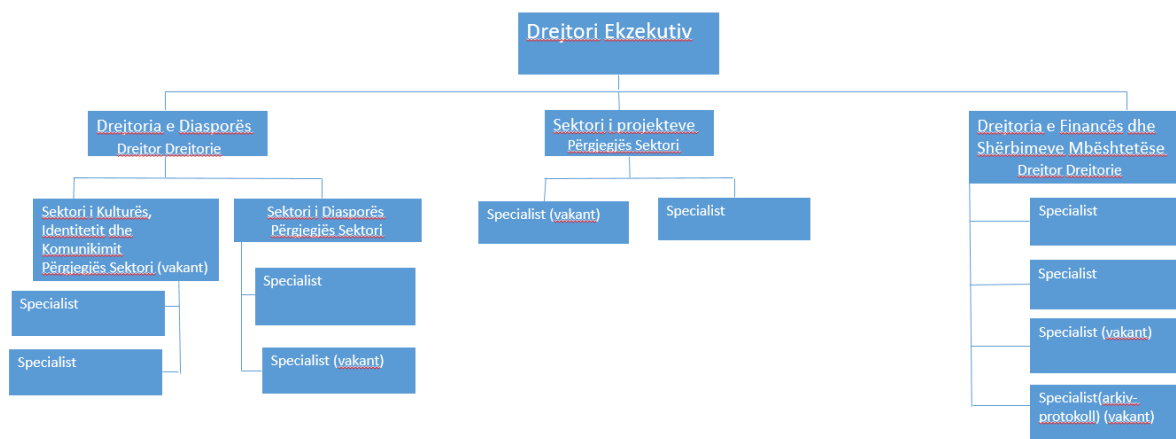 Drejtori Ekzekutiv
Drejtoria e Diasporës
Drejtor Drejtorie
Sektori i projekteve
Përgjegjës Sektori
Drejtoria e Financës dhe
Shërbimeve Mbështetëse
Drejtor Drejtorie
Sektori i Kulturës,
Identitetit dhe
Komunikimit
Përgjegjës Sektori (vakant)
Specialist
Specialist
Sektori i Diasporës
Përgjegjës Sektori
Specialist
Specialist (vakant)
Specialist (vakant)
Specialist
Specialist
Specialist
Specialist (vakant)
Specialist(arkiv-
protokoll) (vakant)